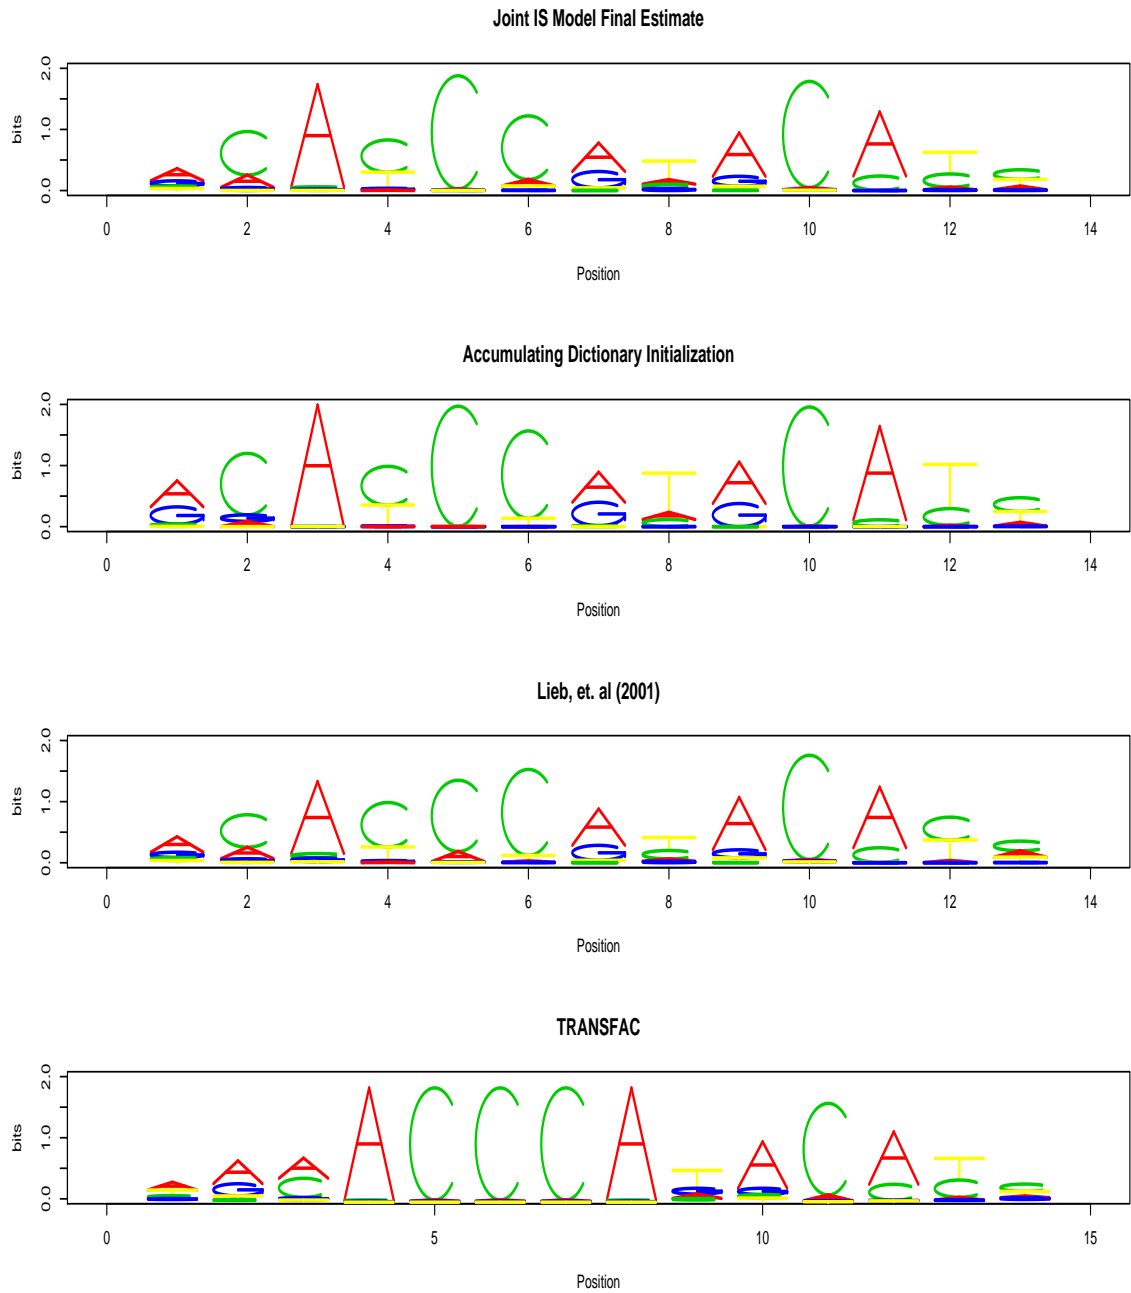 Joint IS Model Final Estimate
bits
0.0 1.0 2.0
A C A C C C A T A C A T C
0 2 4 6 8 10 12 14
Position
Accumulating Dictionary Initialization
bits
0.0 1.0 2.0
A C A C C C A T A C A T C
0 2 4 6 8 10 12 14
Position
Lieb, et. al (2001)
bits
0.0 1.0 2.0
A C A C C C A T A C A C C
0 2 4 6 8 10 12 14
Position
TRANSFAC
bits
0.0 1.0 2.0
A A A A C C C A T A C A T C
0 5 10 15
Position